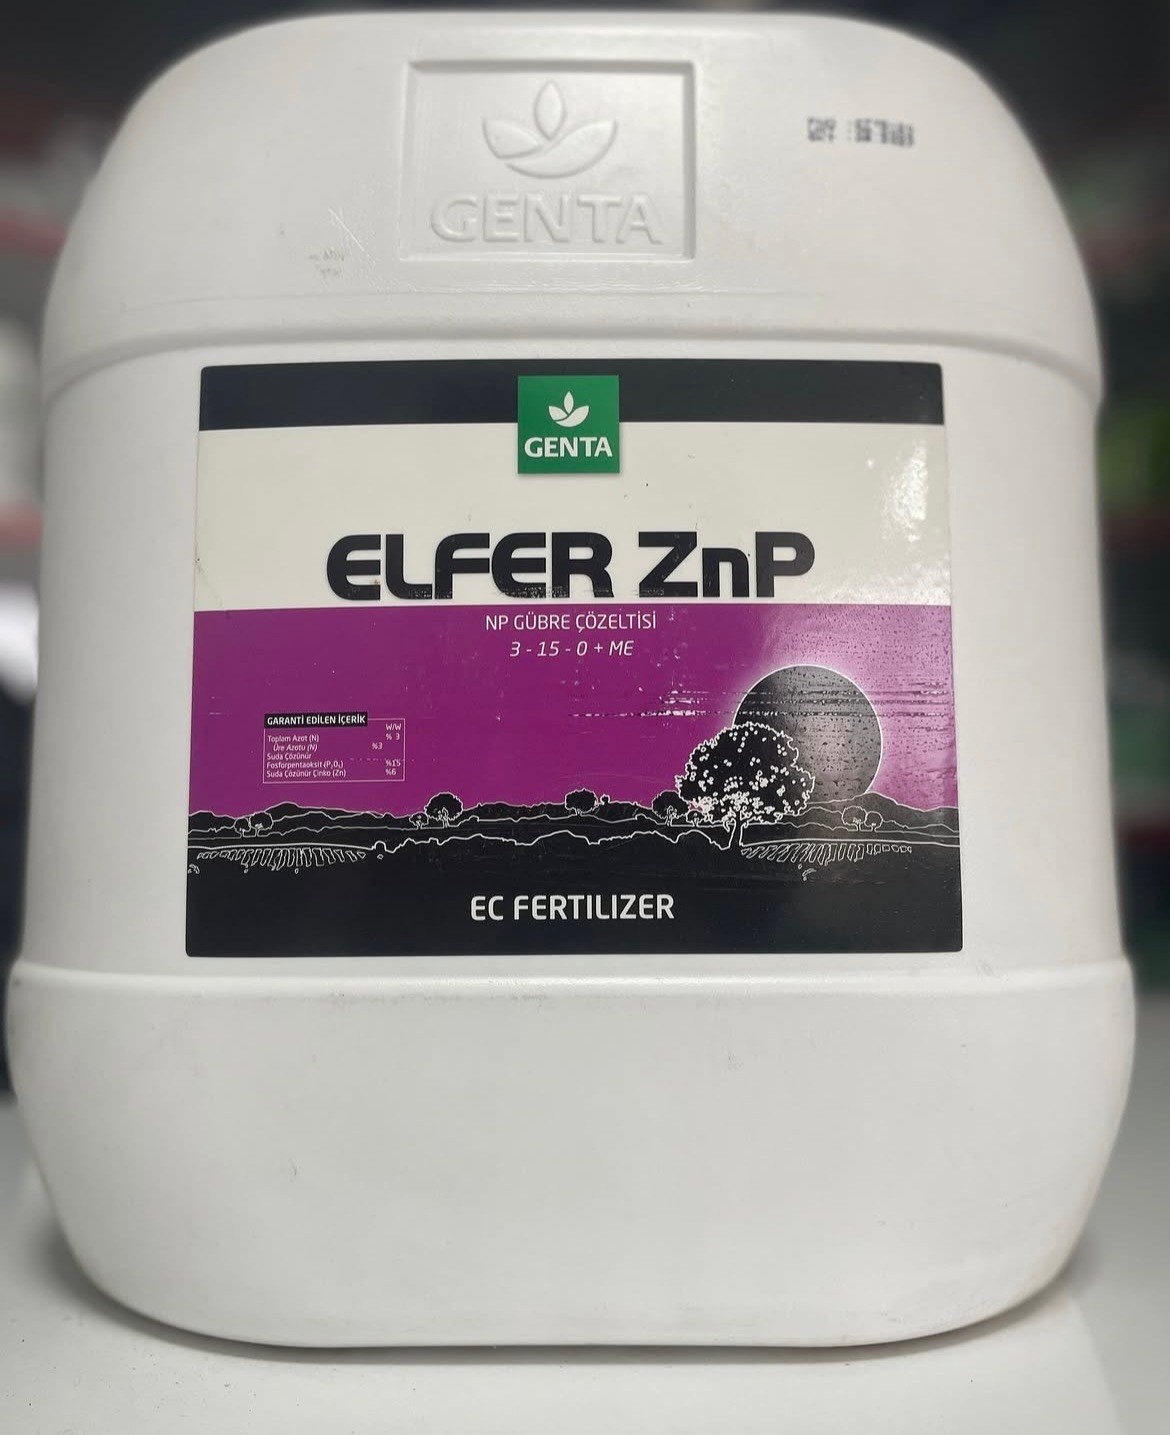 GENTA
GENTA
ELFER ZnP
NP GÜBRE ÇÖZELTİSİ
3 - 15 - 0 + ME
GARANTİ EDİLEN İÇERİK
W/W
Toplam Azot (N) % 3
Üre Azotu (N) %3
Suda Çözünür
Fosforpentaoksit (P₂O₅) %15
Suda Çözünür Çinko (Zn) %6
EC FERTILIZER